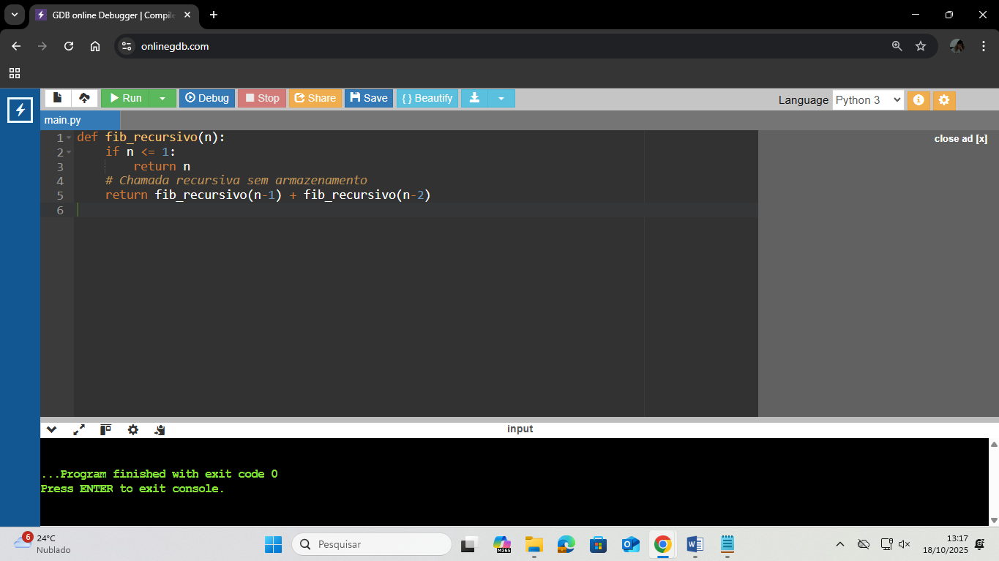 GDB online Debugger | Compile
onlinegdb.com
Run
Debug
Stop
Share
Save
{ } Beautify
Language
Python 3
main.py
close ad [x]
1 def fib_recursivo(n):
2 if n <= 1:
3 return n
4 # Chamada recursiva sem armazenamento
5 return fib_recursivo(n-1) + fib_recursivo(n-2)
6
input
...Program finished with exit code 0
Press ENTER to exit console.
6
24°C
Nublado
Pesquisar
M365
13:17
18/10/2025